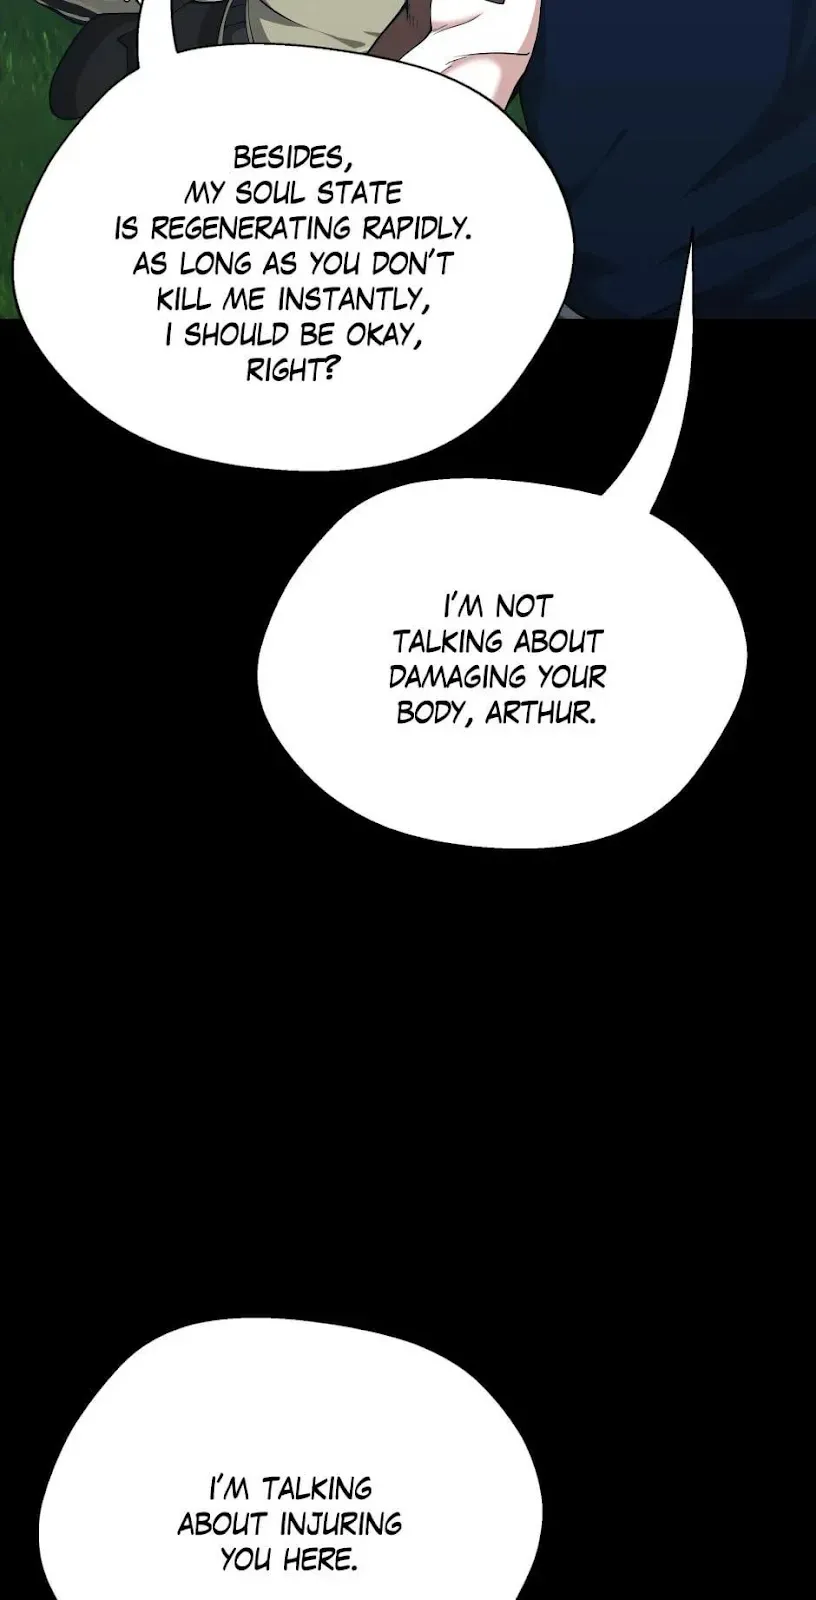 BESIDES,
MY SOUL STATE
IS REGENERATING RAPIDLY.
AS LONG AS YOU DON'T
KILL ME INSTANTLY,
I SHOULD BE OKAY,
RIGHT?
I'M NOT
TALKING ABOUT
DAMAGING YOUR
BODY, ARTHUR.
I'M TALKING
ABOUT INJURING
YOU HERE.